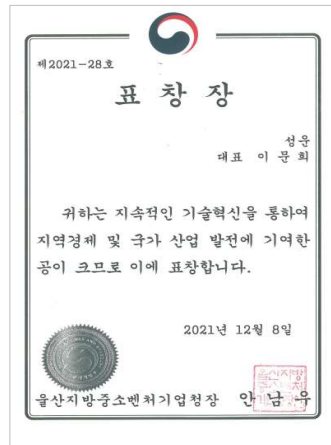 제2021-28호
표 창 장
성운
대표 이 문 희
귀하는 지속적인 기술혁신을 통하여
지역경제 및 국가 산업 발전에 기여한
공이 크므로 이에 표창합니다.
2021년 12월 8일
울산지방중소벤처기업청장 안 남 우